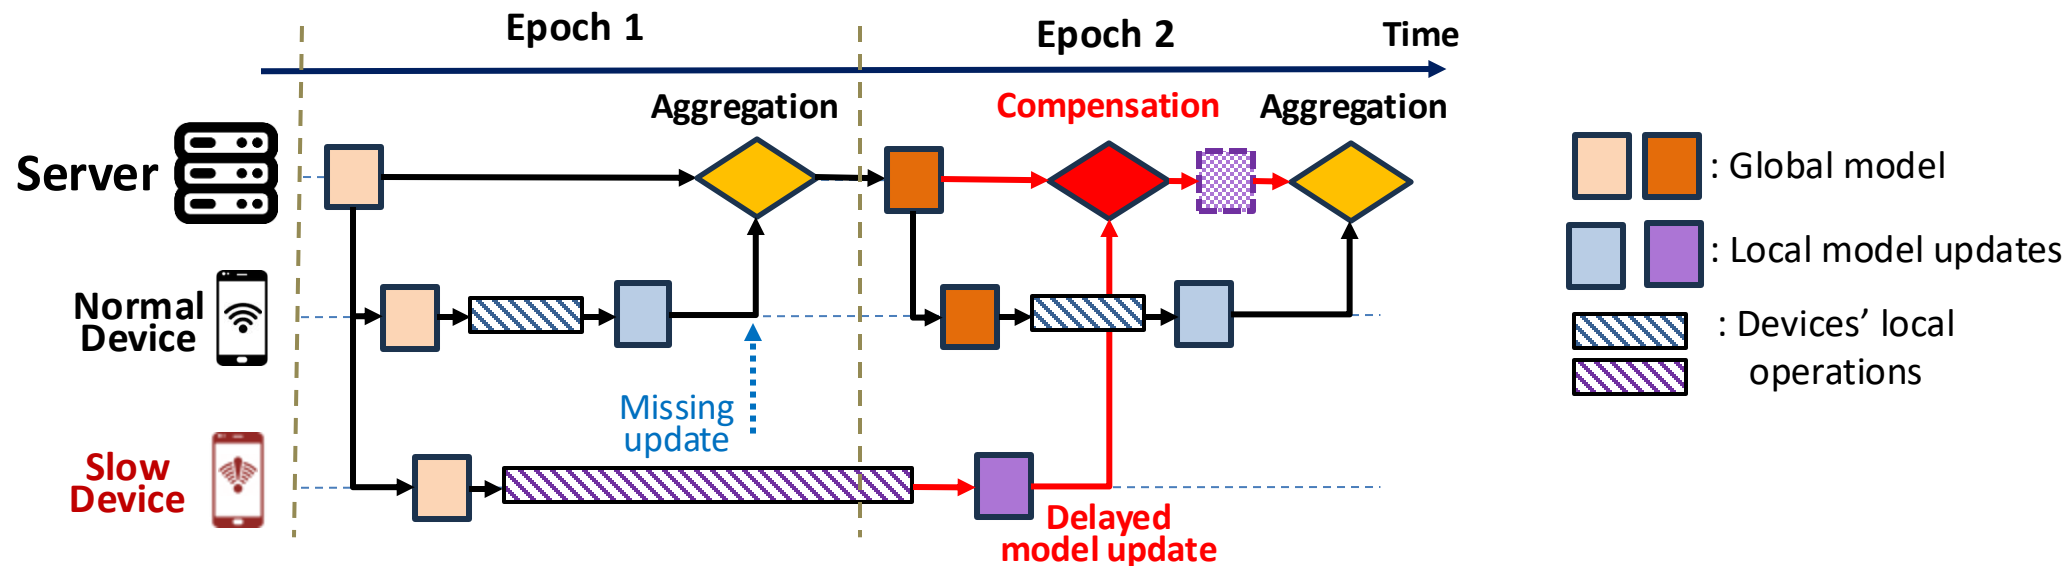 Epoch 1
Epoch 2
Time
Aggregation
Compensation
Aggregation
Server
Normal
Device
Missing
update
Slow
Device
Delayed
model update
: Global model
: Local model updates
: Devices’ local
operations